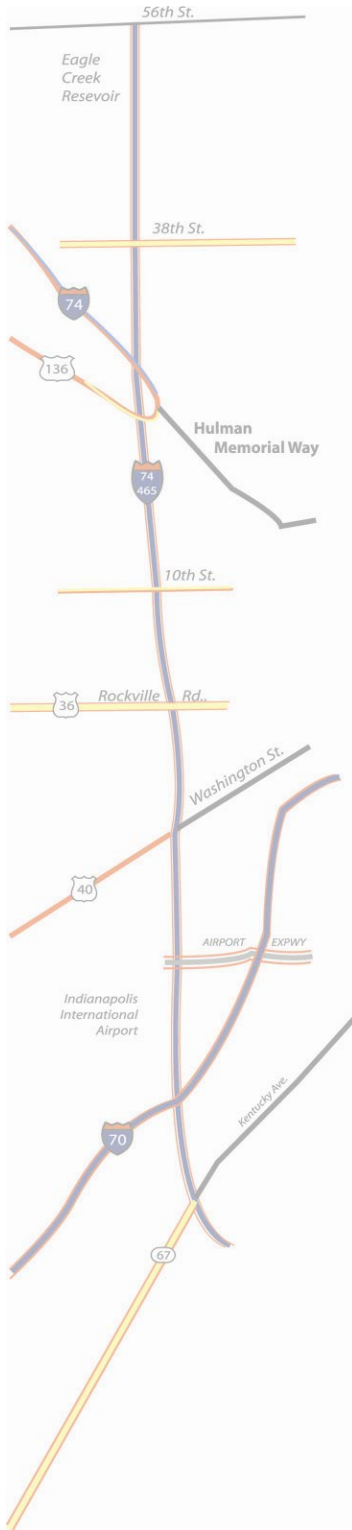 56th St.
Eagle
Creek
Resevoir
38th St.
74
136
Hulman
Memorial Way
74
465
10th St.
36
Rockville Rd..
Washington St.
40
AIRPORT EXPWY
Indianapolis
International
Airport
Kentucky Ave.
70
67